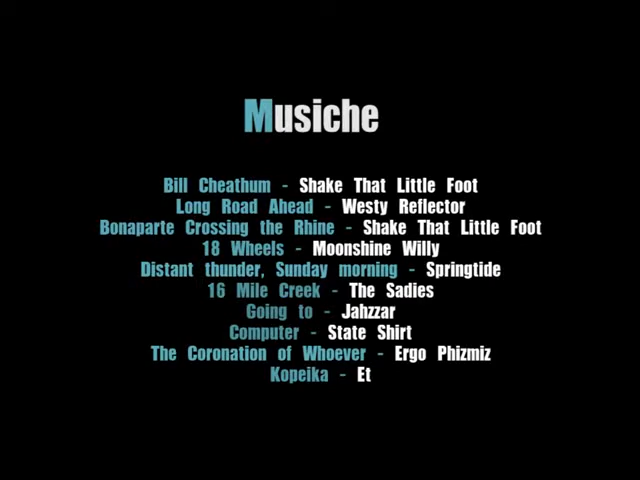 Musiche
Bill Cheathum - Shake That Little Foot
Long Road Ahead - Westy Reflector
Bonaparte Crossing the Rhine - Shake That Little Foot
18 Wheels - Moonshine Willy
Distant thunder, Sunday morning - Springtide
16 Mile Creek - The Sadies
Going to - Jahzzar
Computer - State Shirt
The Coronation of Whoever - Ergo Phizmiz
Kopeika - Et